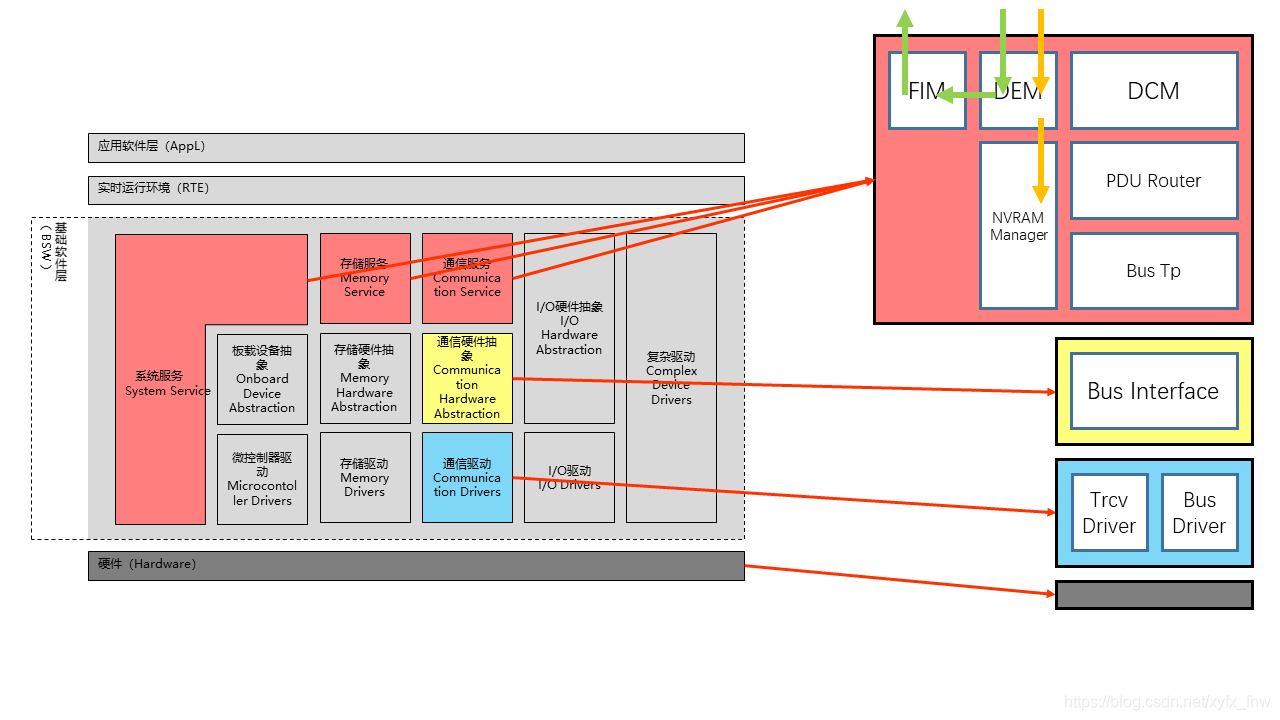 应用软件层（AppL）
实时运行环境（RTE）
基础软件层
（BSW）
系统服务
System Service
存储服务
Memory
Service
通信服务
Communica
tion Service
I/O硬件抽象
I/O
Hardware
Abstraction
复杂驱动
Complex
Device
Drivers
板载设备抽
象
Onboard
Device
Abstraction
存储硬件抽
象
Memory
Hardware
Abstraction
通信硬件抽
象
Communica
tion
Hardware
Abstraction
微控制器驱
动
Microcontol
ler Drivers
存储驱动
Memory
Drivers
通信驱动
Communica
tion Drivers
I/O驱动
I/O Drivers
硬件（Hardware）
FIM
DEM
DCM
NVRAM
Manager
PDU Router
Bus Tp
Bus Interface
Trcv
Driver
Bus
Driver
https://blog.csdn.net/xyfx_fhw